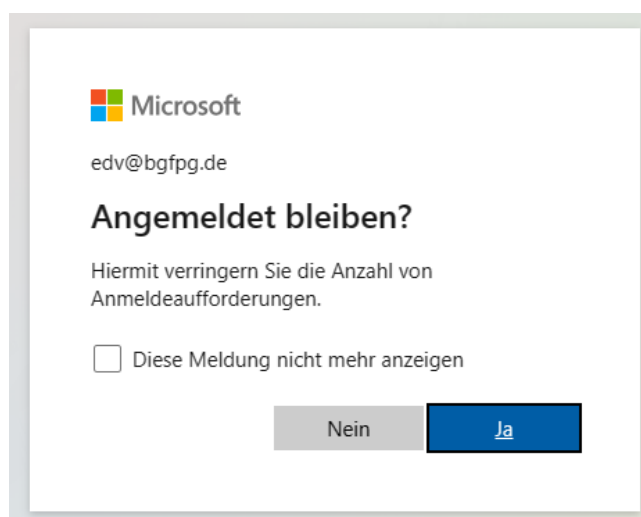 Microsoft
edv@bgfpg.de
Angemeldet bleiben?
Hiermit verringern Sie die Anzahl von
Anmeldeaufforderungen.
Diese Meldung nicht mehr anzeigen
Nein
Ja